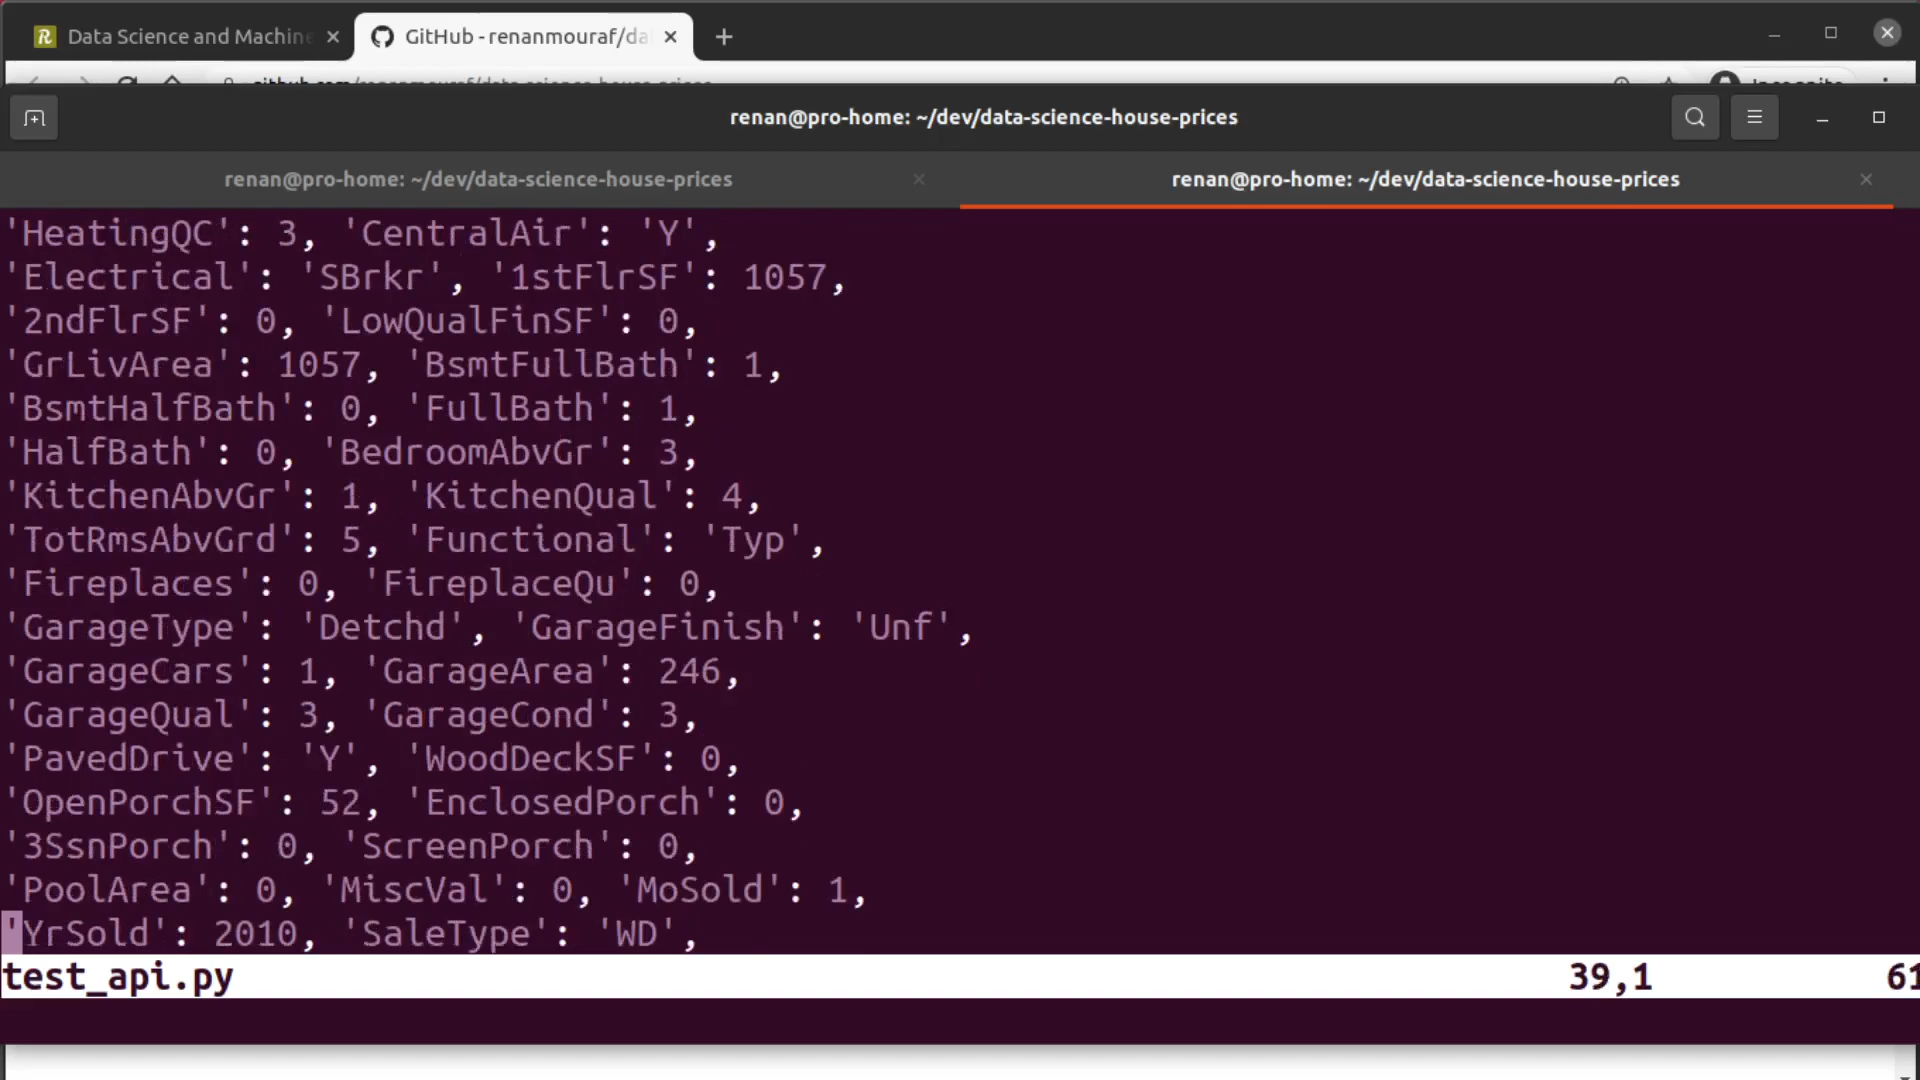 Data Science and Machine
GitHub - renanmouraf/da
renan@pro-home: ~/dev/data-science-house-prices
renan@pro-home: ~/dev/data-science-house-prices
renan@pro-home: ~/dev/data-science-house-prices
'HeatingQC': 3, 'CentralAir': 'Y',
'Electrical': 'SBrkr', '1stFlrSF': 1057,
'2ndFlrSF': 0, 'LowQualFinSF': 0,
'GrLivArea': 1057, 'BsmtFullBath': 1,
'BsmtHalfBath': 0, 'FullBath': 1,
'HalfBath': 0, 'BedroomAbvGr': 3,
'KitchenAbvGr': 1, 'KitchenQual': 4,
'TotRmsAbvGrd': 5, 'Functional': 'Typ',
'Fireplaces': 0, 'FireplaceQu': 0,
'GarageType': 'Detchd', 'GarageFinish': 'Unf',
'GarageCars': 1, 'GarageArea': 246,
'GarageQual': 3, 'GarageCond': 3,
'PavedDrive': 'Y', 'WoodDeckSF': 0,
'OpenPorchSF': 52, 'EnclosedPorch': 0,
'3SsnPorch': 0, 'ScreenPorch': 0,
'PoolArea': 0, 'MiscVal': 0, 'MoSold': 1,
'YrSold': 2010, 'SaleType': 'WD',
test_api.py 39,1 61